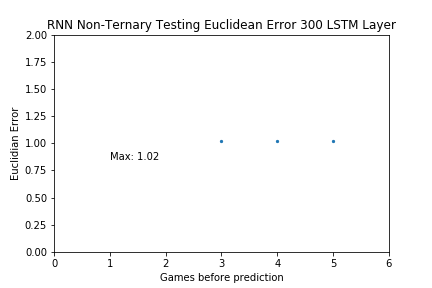 RNN Non-Ternary Testing Euclidean Error 300 LSTM Layer
2.00
1.75
1.50
1.25
1.00
0.75
0.50
0.25
0.00
Euclidian Error
Max: 1.02
0 1 2 3 4 5 6
Games before prediction